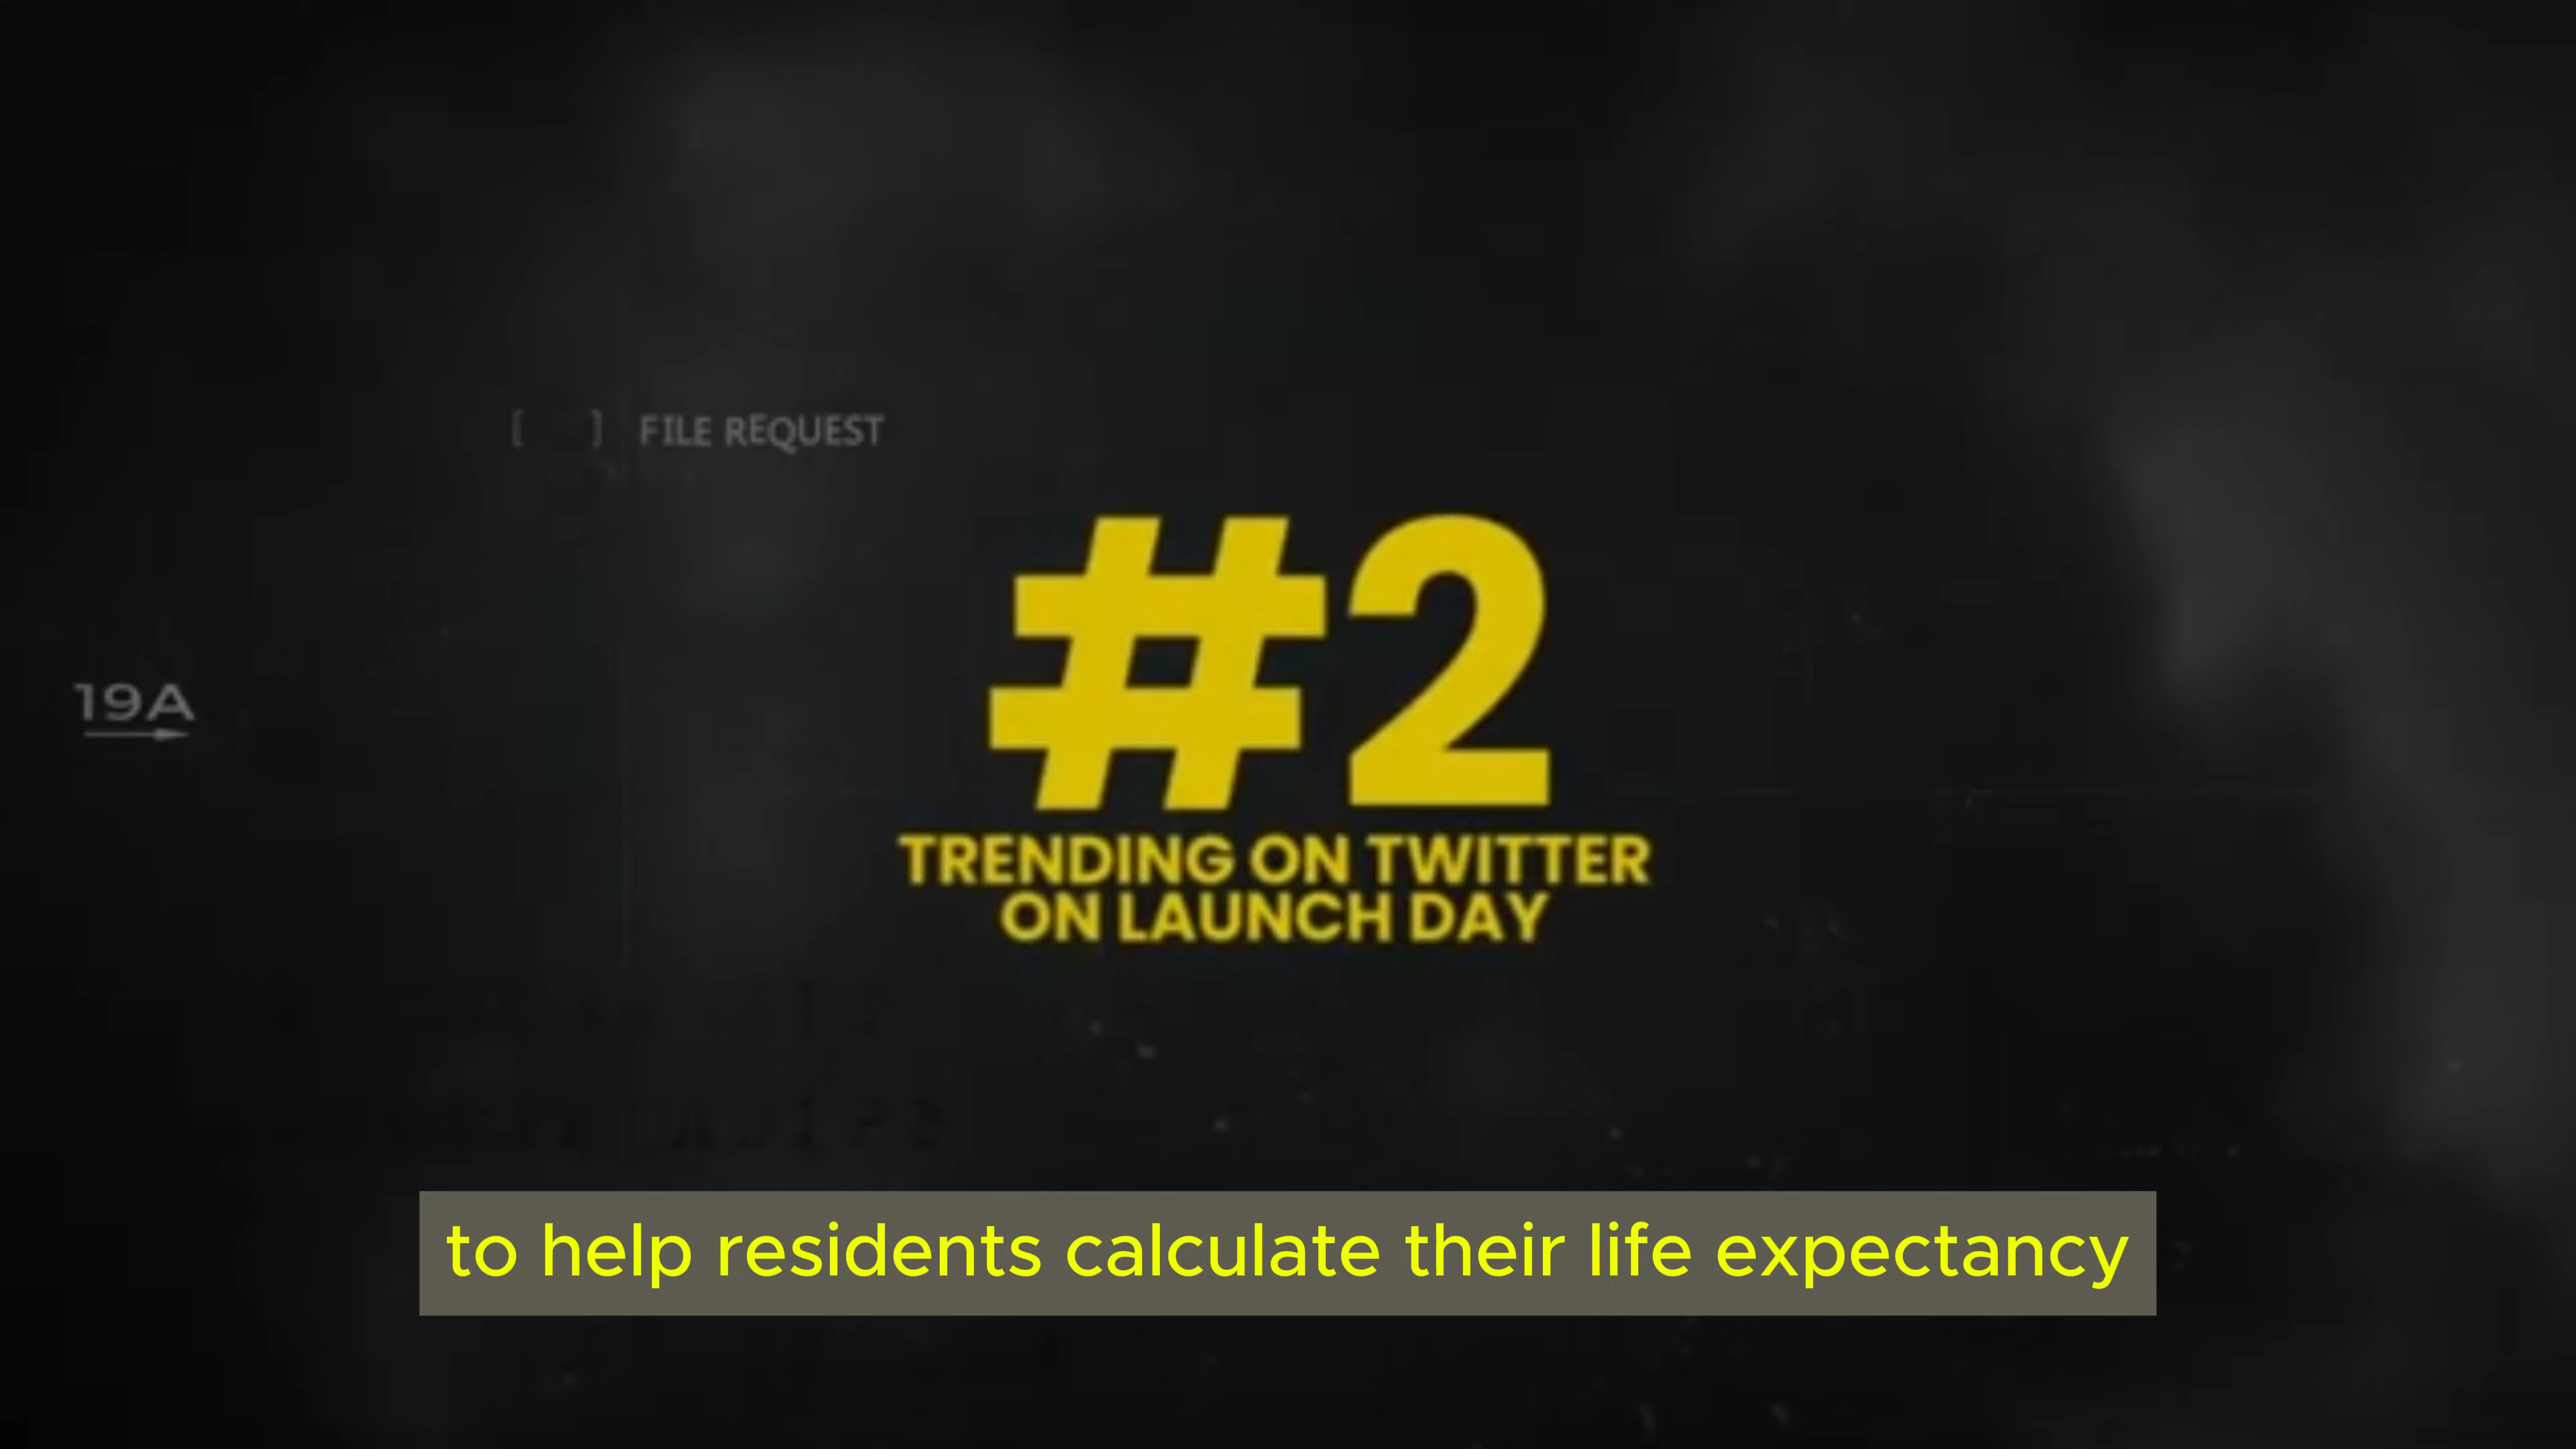 [ ] FILE REQUEST
#2
19A
TRENDING ON TWITTER
ON LAUNCH DAY
to help residents calculate their life expectancy